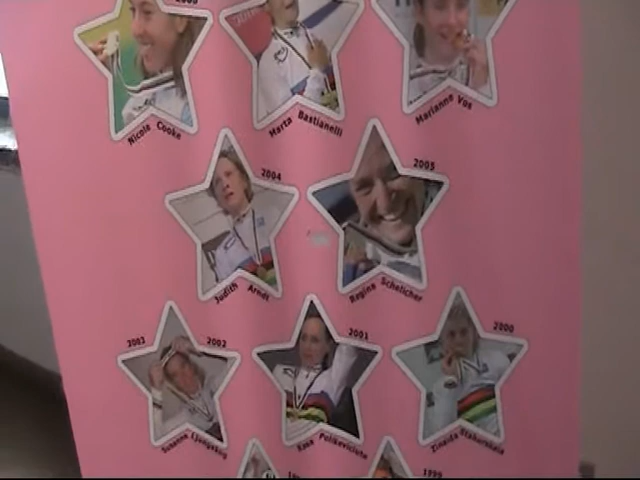 Nicole Cooke
Marta Bastianelli
Marianne Vos
2004
2005
Judith Arndt
Regina Schelicher
2003
2002
2001
2000
Susanne Ljungskog
Rasa Polikeviciute
Zinaida Stahurskaia
1999